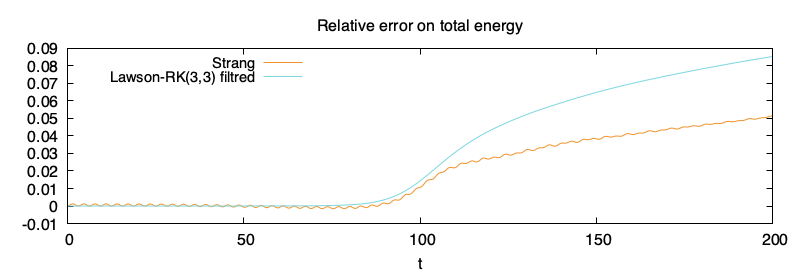 Relative error on total energy
0.09
0.08
0.07
0.06
0.05
0.04
0.03
0.02
0.01
0
-0.01
Strang
Lawson-RK(3,3) filtred
0 50 100 150 200
t